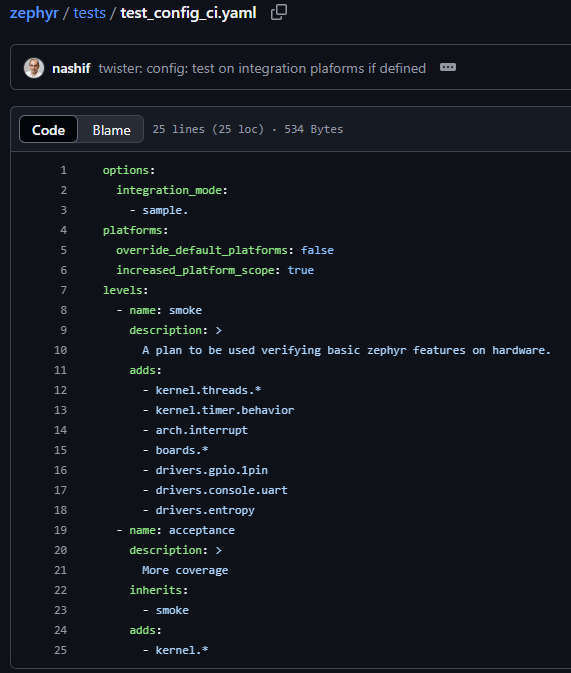 zephyr / tests / test_config_ci.yaml
nashif twister: config: test on integration plaforms if defined
Code Blame 25 lines (25 loc) · 534 Bytes
1 options:
2   integration_mode:
3     - sample.
4 platforms:
5   override_default_platforms: false
6   increased_platform_scope: true
7 levels:
8   - name: smoke
9     description: >
10       A plan to be used verifying basic zephyr features on hardware.
11     adds:
12       - kernel.threads.*
13       - kernel.timer.behavior
14       - arch.interrupt
15       - boards.*
16       - drivers.gpio.1pin
17       - drivers.console.uart
18       - drivers.entropy
19   - name: acceptance
20     description: >
21       More coverage
22     inherits:
23       - smoke
24     adds:
25       - kernel.*